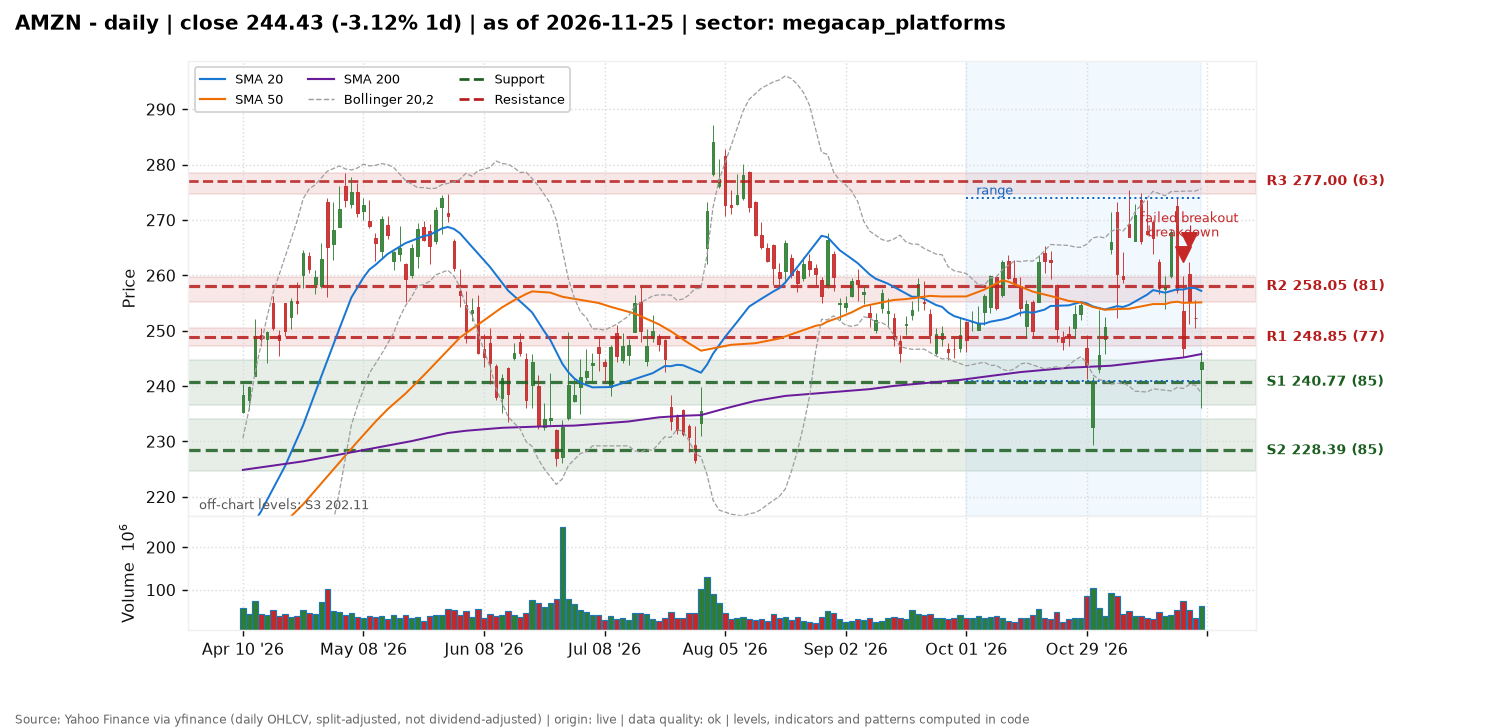 AMZN - daily | close 244.43 (-3.12% 1d) | as of 2026-11-25 | sector: megacap_platforms
SMA 20
SMA 50
SMA 200
Bollinger 20,2
Support
Resistance
Price
290
280
270
260
250
240
230
220
range
failed breakout
breakdown
R3 277.00 (63)
R2 258.05 (81)
R1 248.85 (77)
S1 240.77 (85)
S2 228.39 (85)
off-chart levels: S3 202.11
Volume 10⁶
200
100
Apr 10 '26
May 08 '26
Jun 08 '26
Jul 08 '26
Aug 05 '26
Sep 02 '26
Oct 01 '26
Oct 29 '26
Source: Yahoo Finance via yfinance (daily OHLCV, split-adjusted, not dividend-adjusted) | origin: live | data quality: ok | levels, indicators and patterns computed in code